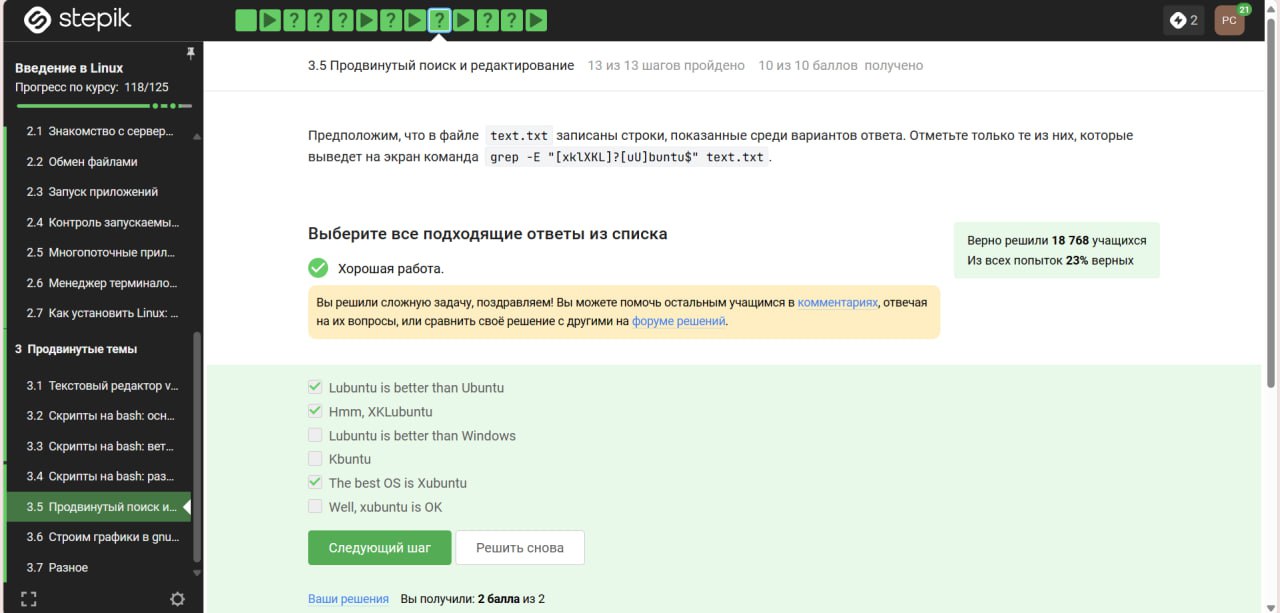 stepik
2
РС
21
Введение в Linux
Прогресс по курсу: 118/125
2.1 Знакомство с сервер...
2.2 Обмен файлами
2.3 Запуск приложений
2.4 Контроль запускаемы...
2.5 Многопоточные прил...
2.6 Менеджер терминало...
2.7 Как установить Linux: ...
3 Продвинутые темы
3.1 Текстовый редактор v...
3.2 Скрипты на bash: осн...
3.3 Скрипты на bash: вет...
3.4 Скрипты на bash: раз...
3.5 Продвинутый поиск и...
3.6 Строим графики в gnu...
3.7 Разное
3.5 Продвинутый поиск и редактирование 13 из 13 шагов пройдено 10 из 10 баллов получено
Предположим, что в файле text.txt записаны строки, показанные среди вариантов ответа. Отметьте только те из них, которые
выведет на экран команда grep -E "[xklXKL]?[uU]buntu$" text.txt.
Выберите все подходящие ответы из списка
Хорошая работа.
Верно решили 18 768 учащихся
Из всех попыток 23% верных
Вы решили сложную задачу, поздравляем! Вы можете помочь остальным учащимся в комментариях, отвечая
на их вопросы, или сравнить своё решение с другими на форуме решений.
Lubuntu is better than Ubuntu
Hmm, XKLubuntu
Lubuntu is better than Windows
Kbuntu
The best OS is Xubuntu
Well, xubuntu is OK
Следующий шаг Решить снова
Ваши решения Вы получили: 2 балла из 2